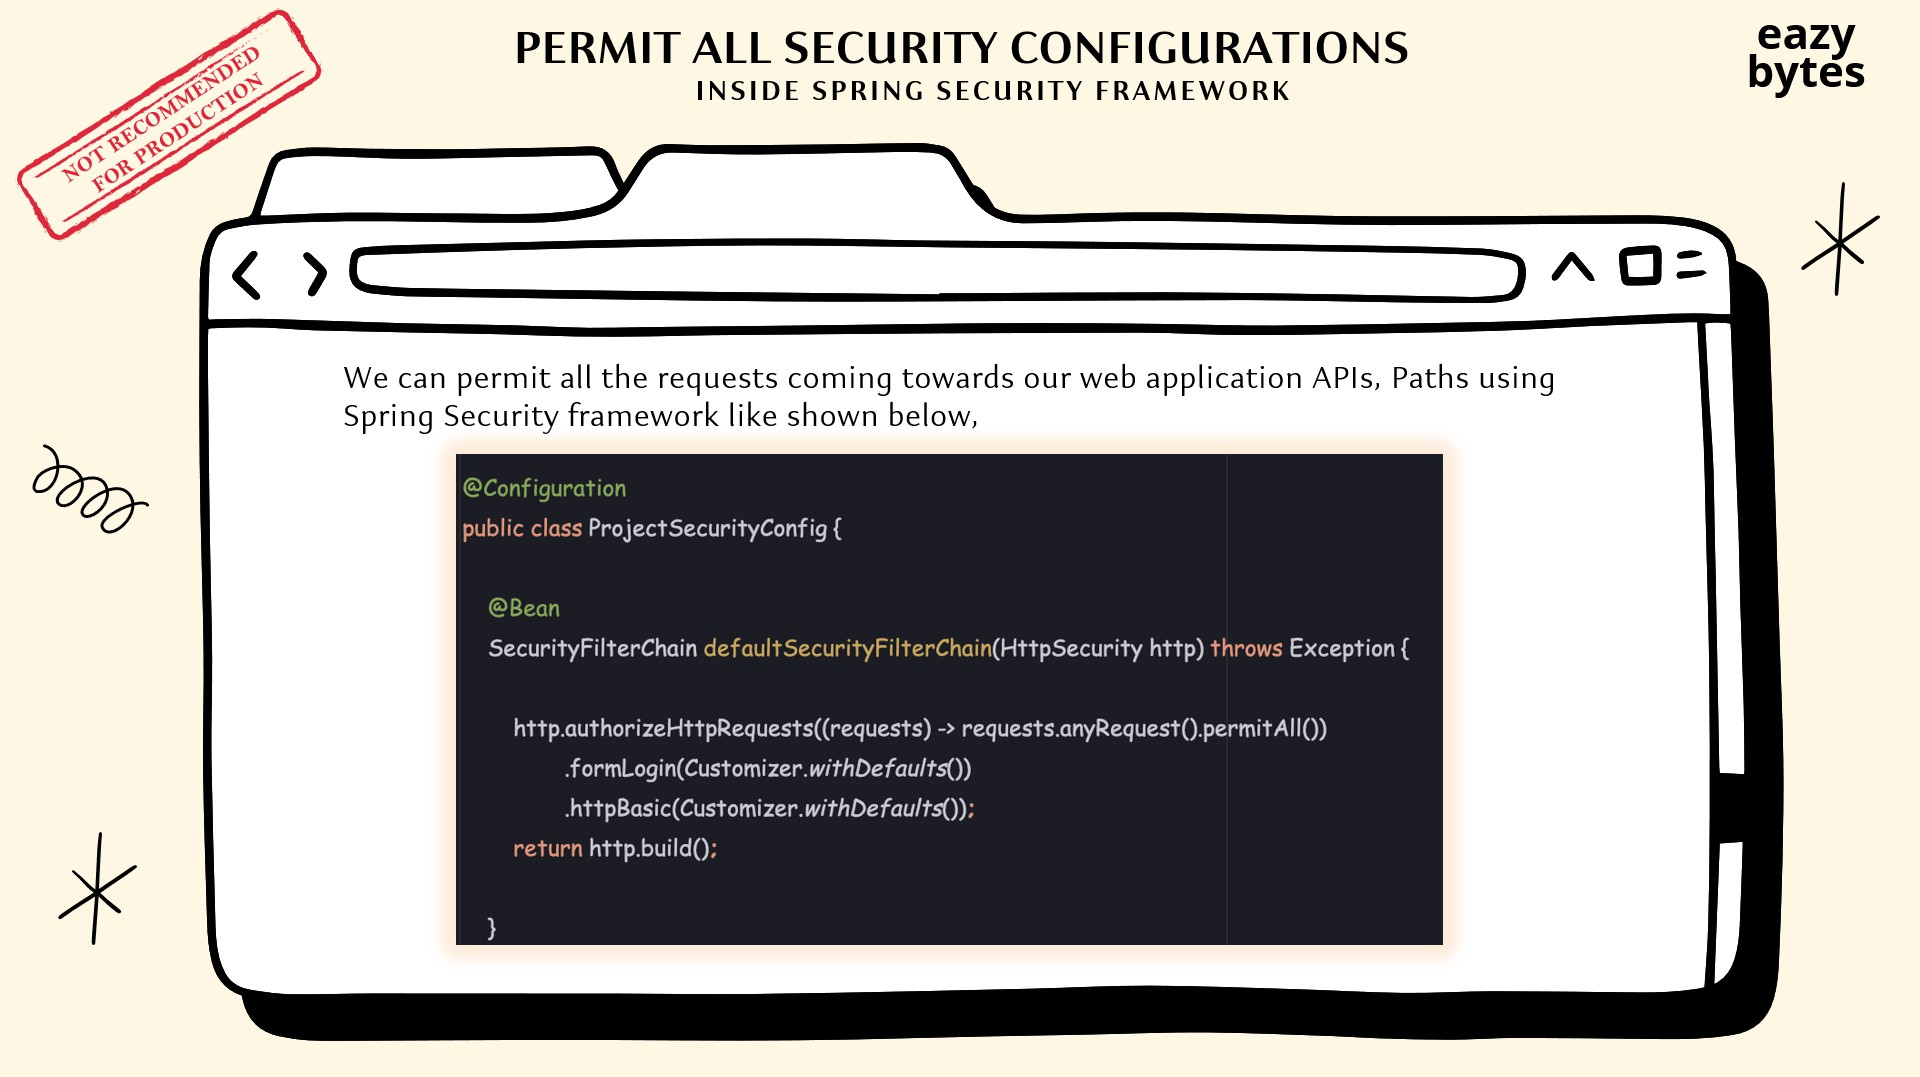 NOT RECOMMENDED
FOR PRODUCTION
PERMIT ALL SECURITY CONFIGURATIONS
INSIDE SPRING SECURITY FRAMEWORK
eazy
bytes
We can permit all the requests coming towards our web application APIs, Paths using
Spring Security framework like shown below,
@Configuration
public class ProjectSecurityConfig {
@Bean
SecurityFilterChain defaultSecurityFilterChain(HttpSecurity http) throws Exception {
http.authorizeHttpRequests((requests) -> requests.anyRequest().permitAll())
.formLogin(Customizer.withDefaults())
.httpBasic(Customizer.withDefaults());
return http.build();
}